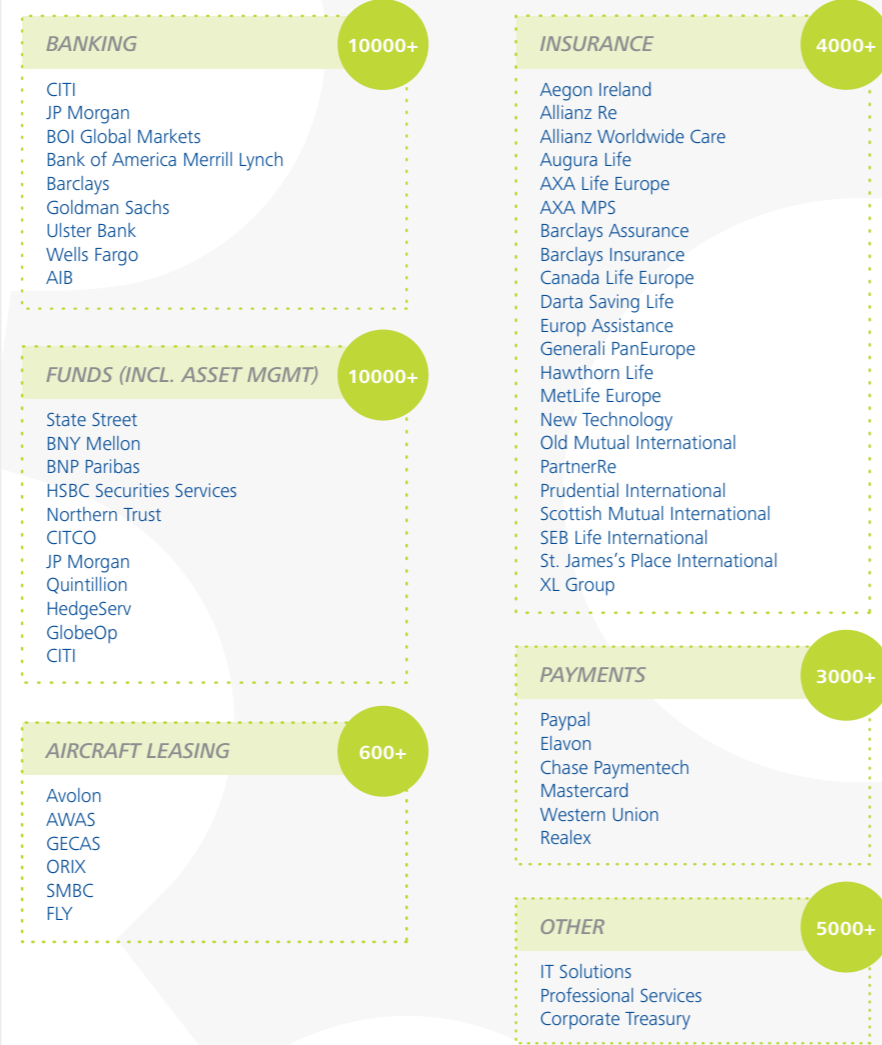 BANKING
10000+
CITI
JP Morgan
BOI Global Markets
Bank of America Merrill Lynch
Barclays
Goldman Sachs
Ulster Bank
Wells Fargo
AIB
FUNDS (INCL. ASSET MGMT)
10000+
State Street
BNY Mellon
BNP Paribas
HSBC Securities Services
Northern Trust
CITCO
JP Morgan
Quintillion
HedgeServ
GlobeOp
CITI
AIRCRAFT LEASING
600+
Avolon
AWAS
GECAS
ORIX
SMBC
FLY
INSURANCE
4000+
Aegon Ireland
Allianz Re
Allianz Worldwide Care
Augura Life
AXA Life Europe
AXA MPS
Barclays Assurance
Barclays Insurance
Canada Life Europe
Darta Saving Life
Europ Assistance
Generali PanEurope
Hawthorn Life
MetLife Europe
New Technology
Old Mutual International
PartnerRe
Prudential International
Scottish Mutual International
SEB Life International
St. James's Place International
XL Group
PAYMENTS
3000+
Paypal
Elavon
Chase Paymentech
Mastercard
Western Union
Realex
OTHER
5000+
IT Solutions
Professional Services
Corporate Treasury